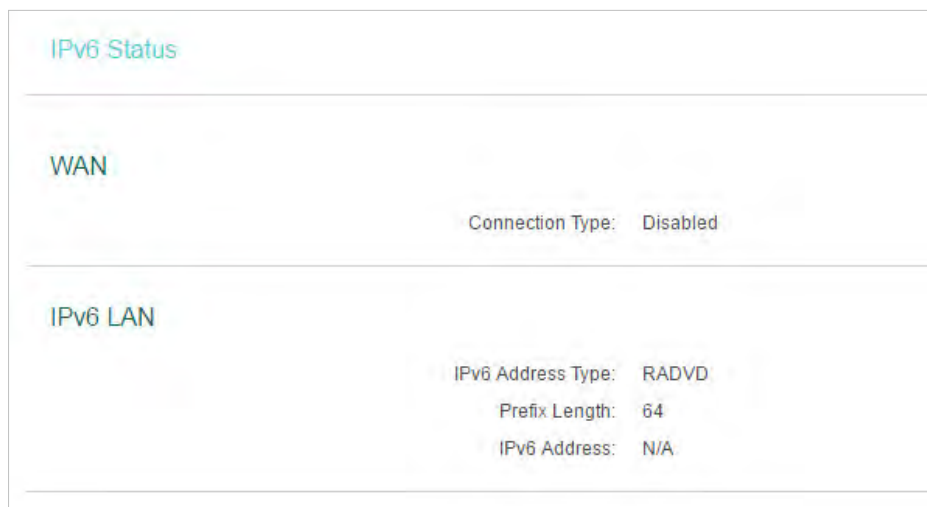 IPv6 Status
WAN
Connection Type: Disabled
IPv6 LAN
IPv6 Address Type: RADVD
Prefix Length: 64
IPv6 Address: N/A